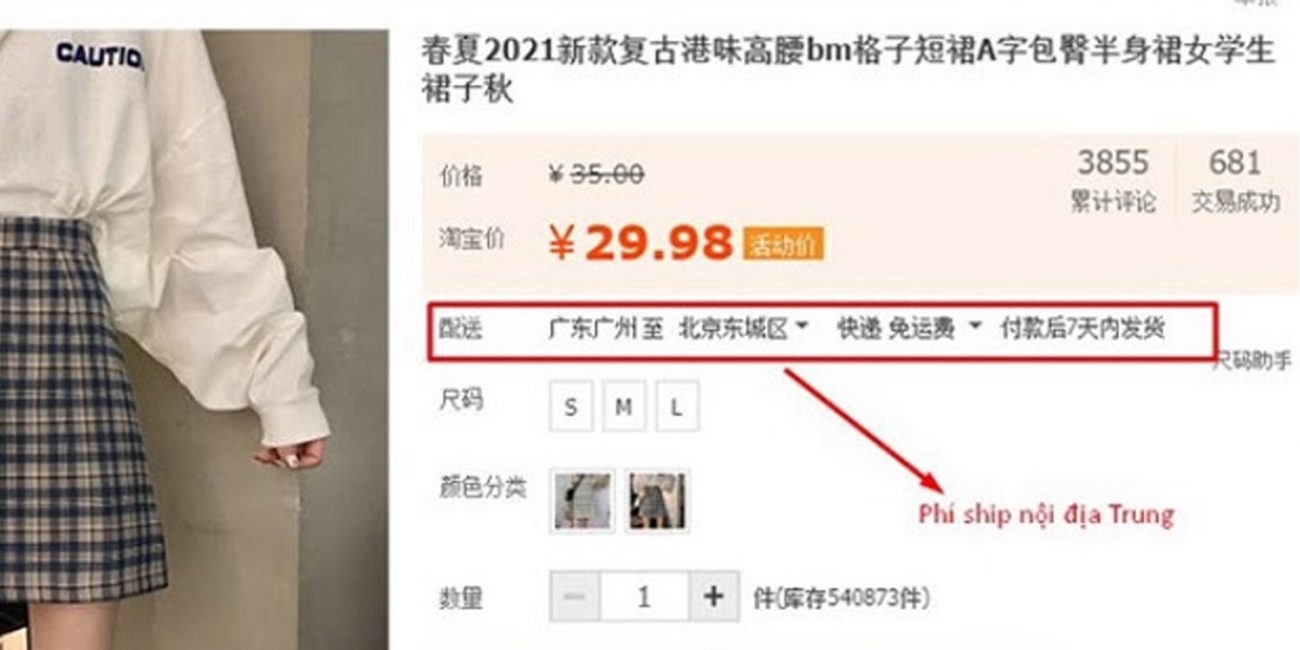 CAUTIO
春夏2021新款复古港味高腰bm格子短裙A字包臀半身裙女学生
裙子秋
价格 ¥ 35.00
3855 681
累计评论 交易成功
淘宝价 ¥ 29.98 活动价
配送 广东广州 至 北京东城区 快递 免运费 付款后7天内发货
尺码助手
尺码 S M L
颜色分类
Phí ship nội địa Trung
数量 − 1 + 件(库存540873件)